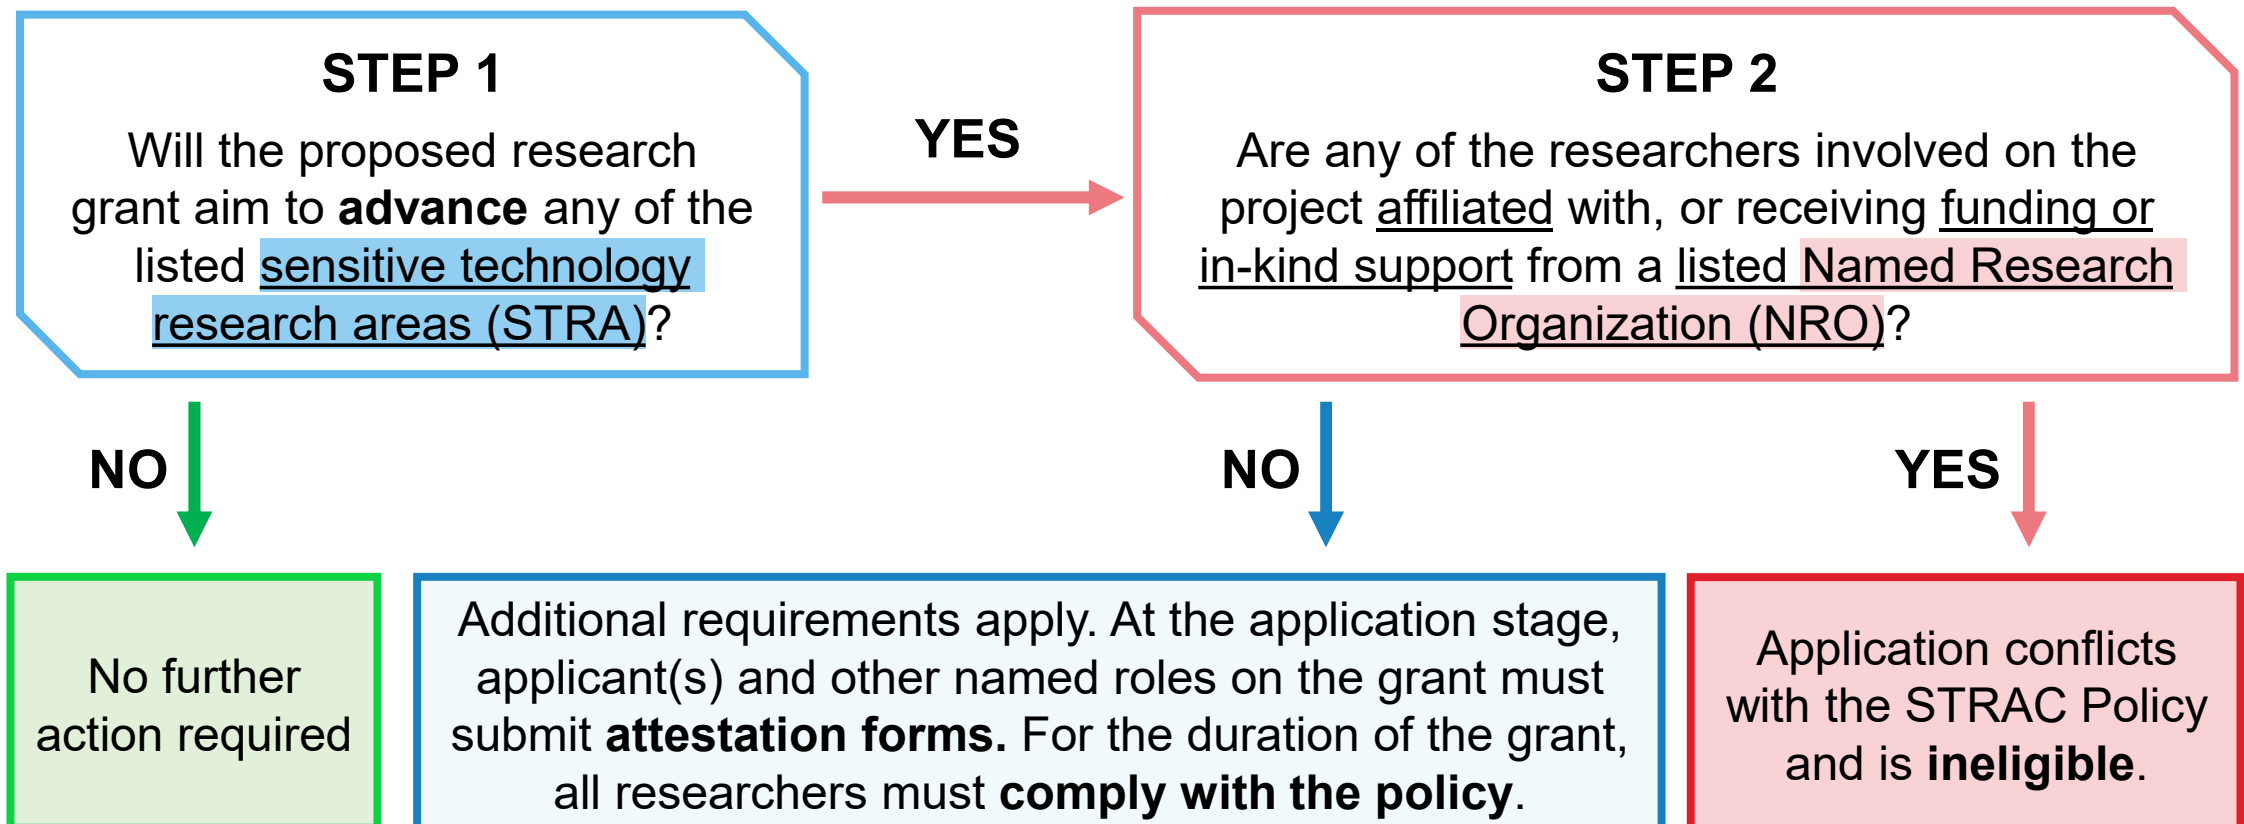 STEP 1
Will the proposed research
grant aim to advance any of the
listed sensitive technology
research areas (STRA)?
YES
STEP 2
Are any of the researchers involved on the
project affiliated with, or receiving funding or
in-kind support from a listed Named Research
Organization (NRO)?
NO
NO
YES
No further
action required
Additional requirements apply. At the application stage,
applicant(s) and other named roles on the grant must
submit attestation forms. For the duration of the grant,
all researchers must comply with the policy.
Application conflicts
with the STRAC Policy
and is ineligible.